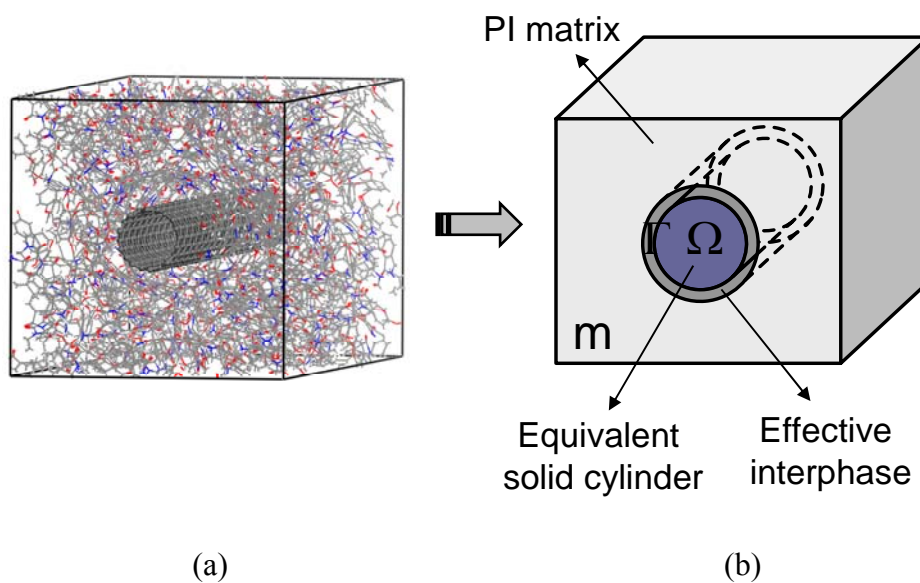 PI matrix
Γ Ω
m
Equivalent
solid cylinder
Effective
interphase
(a)
(b)